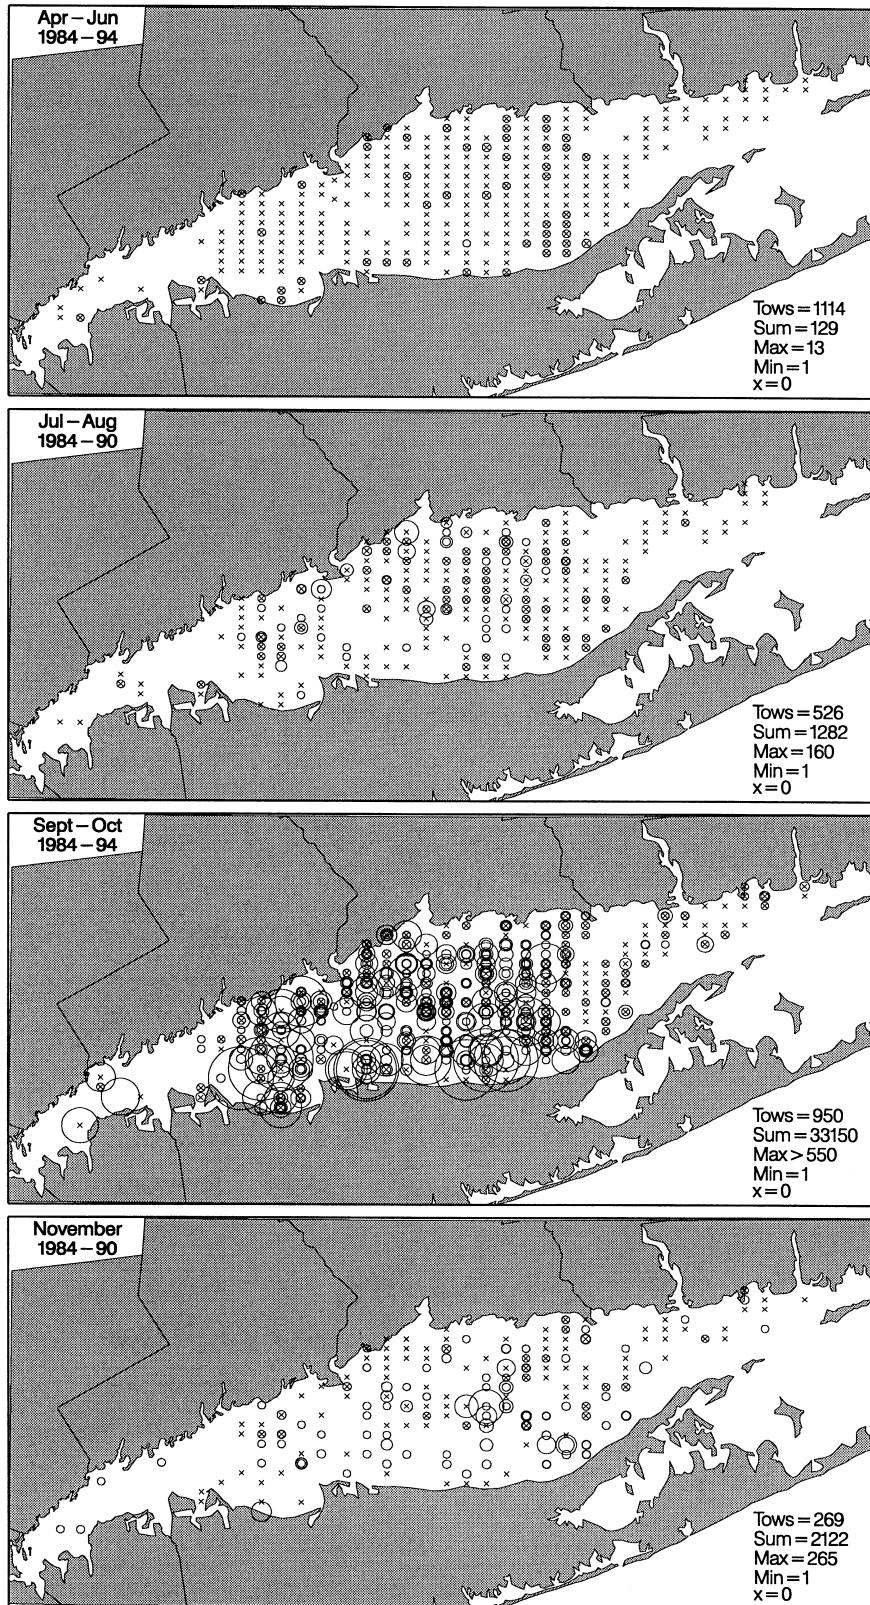 Apr – Jun
1984 – 94
Tows = 1114
Sum = 129
Max = 13
Min = 1
x = 0
Jul – Aug
1984 – 90
Tows = 526
Sum = 1282
Max = 160
Min = 1
x = 0
Sept – Oct
1984 – 94
Tows = 950
Sum = 33150
Max > 550
Min = 1
x = 0
November
1984 – 90
Tows = 269
Sum = 2122
Max = 265
Min = 1
x = 0